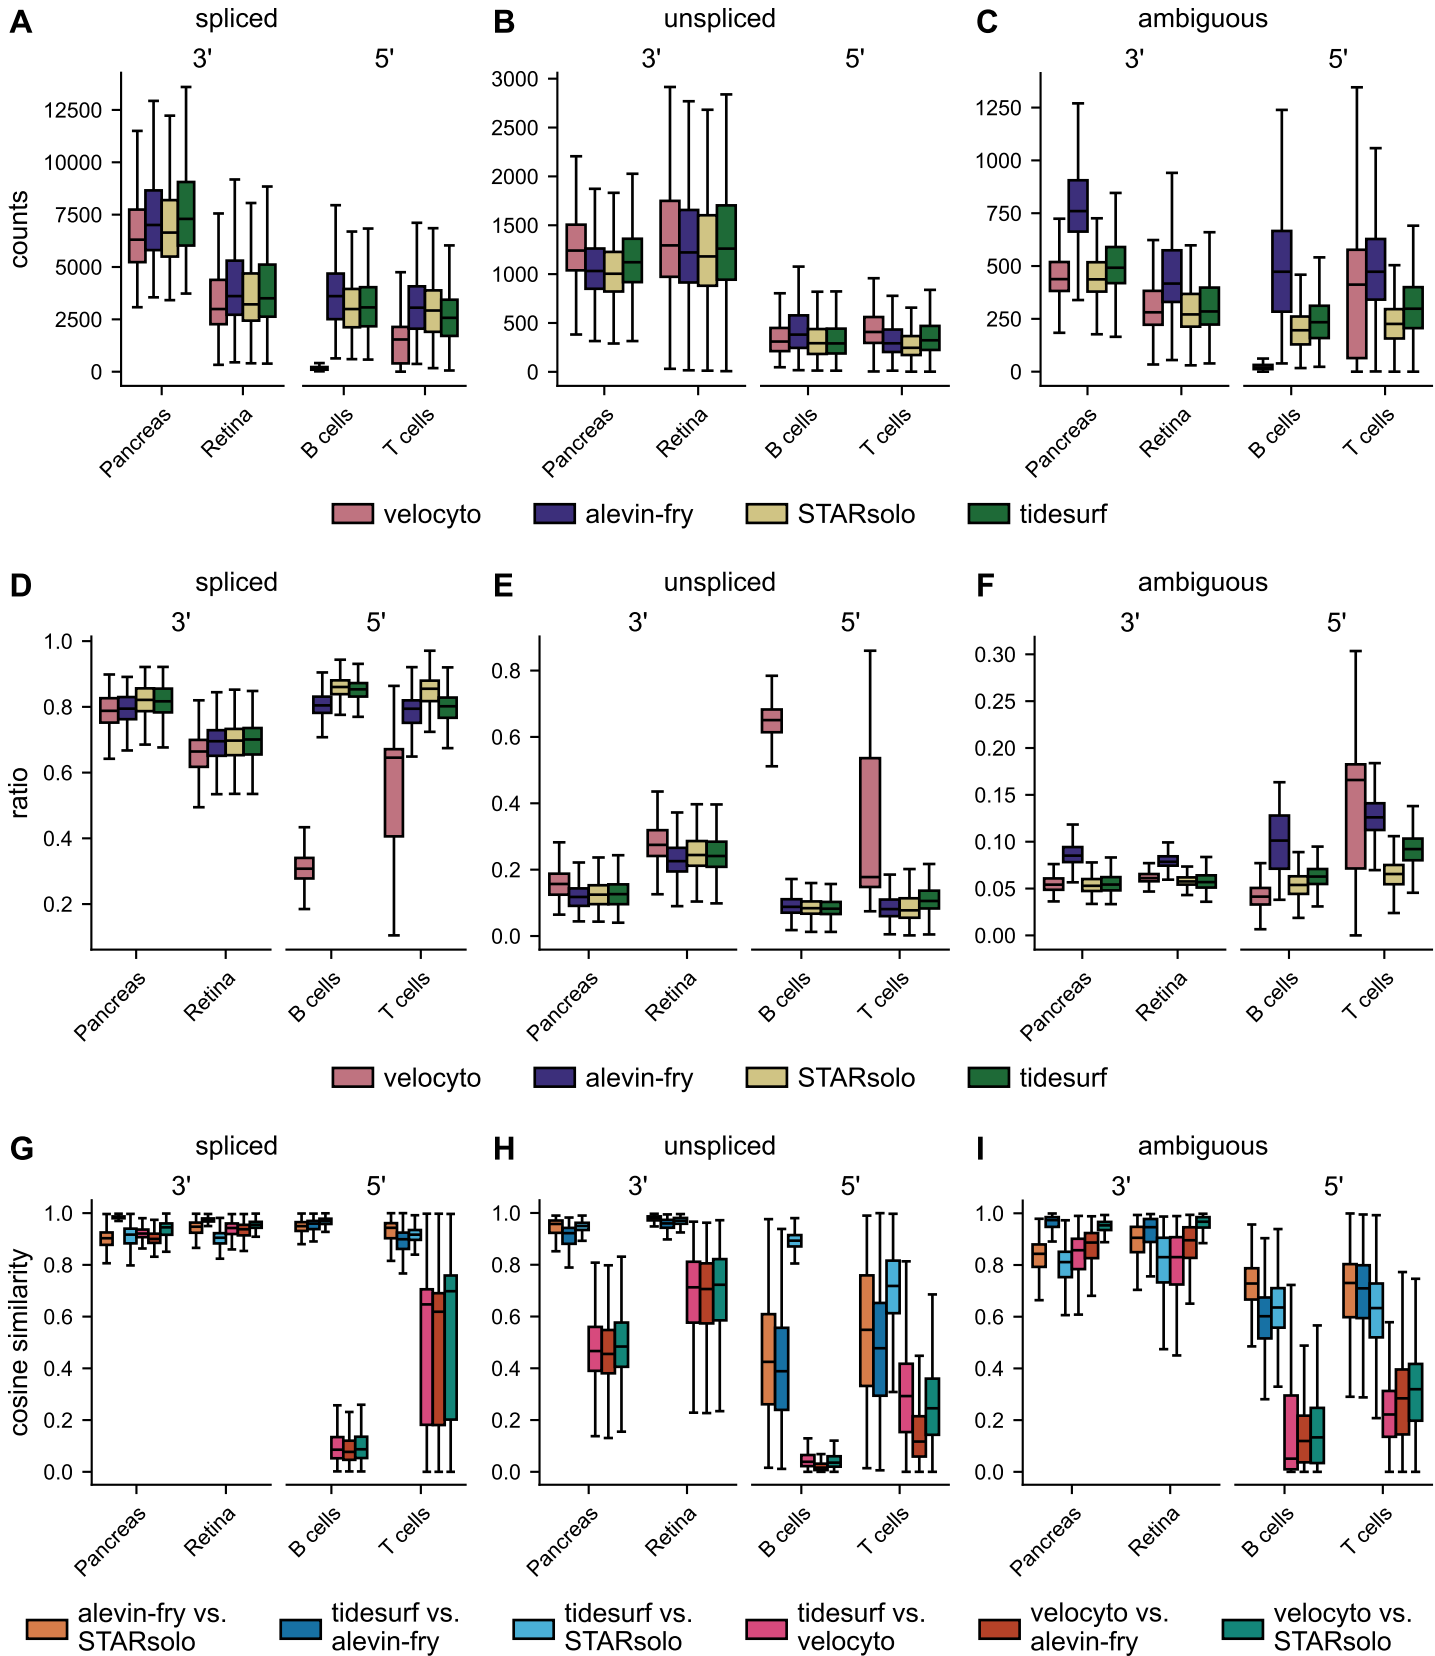 A
spliced
B
unspliced
C
ambiguous
3'
5'
3'
5'
3'
5'
counts
12500
10000
7500
5000
2500
0
3000
2500
2000
1500
1000
500
0
1250
1000
750
500
250
0
Pancreas
Retina
B cells
T cells
Pancreas
Retina
B cells
T cells
Pancreas
Retina
B cells
T cells
velocyto
alevin-fry
STARsolo
tidesurf
D
spliced
E
unspliced
F
ambiguous
3'
5'
3'
5'
3'
5'
ratio
1.0
0.8
0.6
0.4
0.2
0.8
0.6
0.4
0.2
0.0
0.30
0.25
0.20
0.15
0.10
0.05
0.00
Pancreas
Retina
B cells
T cells
Pancreas
Retina
B cells
T cells
Pancreas
Retina
B cells
T cells
velocyto
alevin-fry
STARsolo
tidesurf
G
spliced
H
unspliced
I
ambiguous
3'
5'
3'
5'
3'
5'
cosine similarity
1.0
0.8
0.6
0.4
0.2
0.0
1.0
0.8
0.6
0.4
0.2
0.0
1.0
0.8
0.6
0.4
0.2
0.0
Pancreas
Retina
B cells
T cells
Pancreas
Retina
B cells
T cells
Pancreas
Retina
B cells
T cells
alevin-fry vs.
STARsolo
tidesurf vs.
alevin-fry
tidesurf vs.
STARsolo
tidesurf vs.
velocyto
velocyto vs.
alevin-fry
velocyto vs.
STARsolo